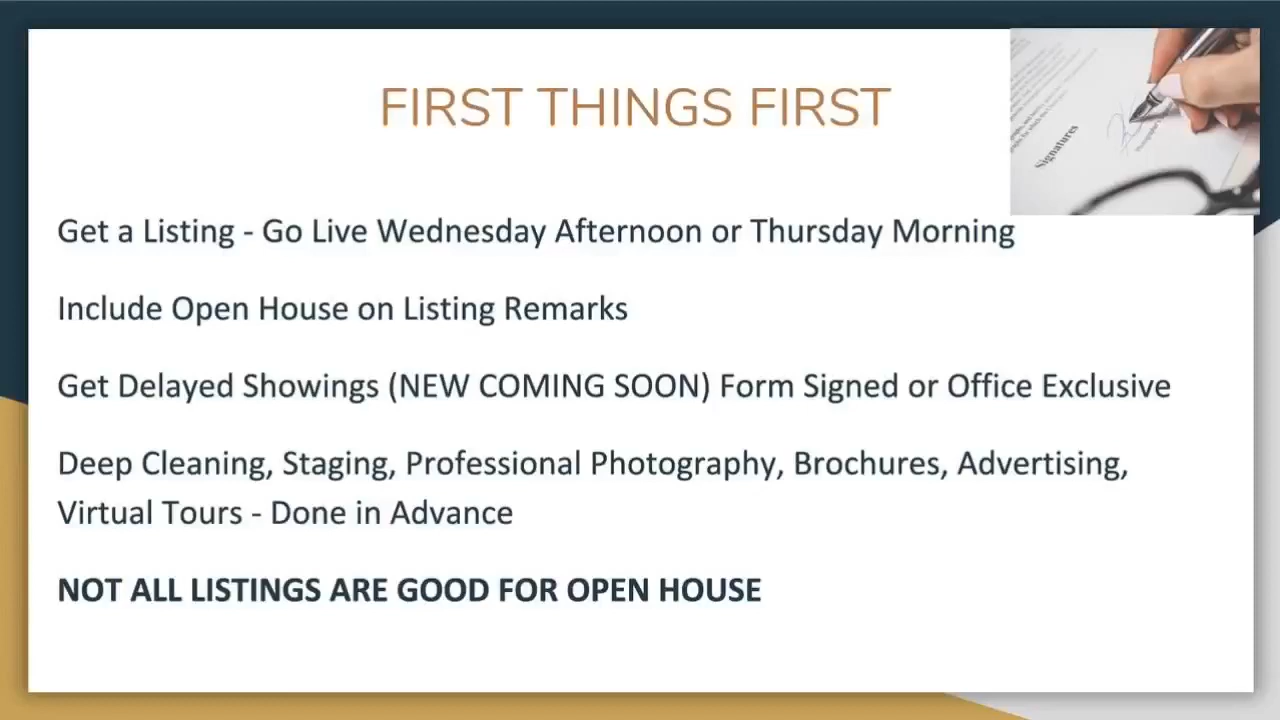 FIRST THINGS FIRST
Signatures
Get a Listing - Go Live Wednesday Afternoon or Thursday Morning
Include Open House on Listing Remarks
Get Delayed Showings (NEW COMING SOON) Form Signed or Office Exclusive
Deep Cleaning, Staging, Professional Photography, Brochures, Advertising,
Virtual Tours - Done in Advance
NOT ALL LISTINGS ARE GOOD FOR OPEN HOUSE